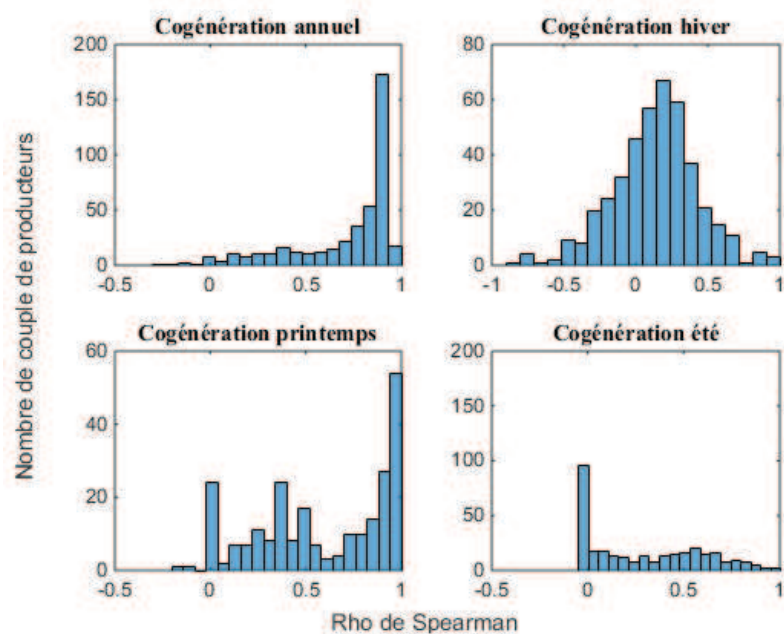 Cogénération annuel
200
150
100
50
0
-0.5 0 0.5 1
Cogénération hiver
80
60
40
20
0
-1 -0.5 0 0.5 1
Nombre de couple de producteurs
Cogénération printemps
60
40
20
0
-0.5 0 0.5 1
Cogénération été
200
150
100
50
0
-0.5 0 0.5 1
Rho de Spearman